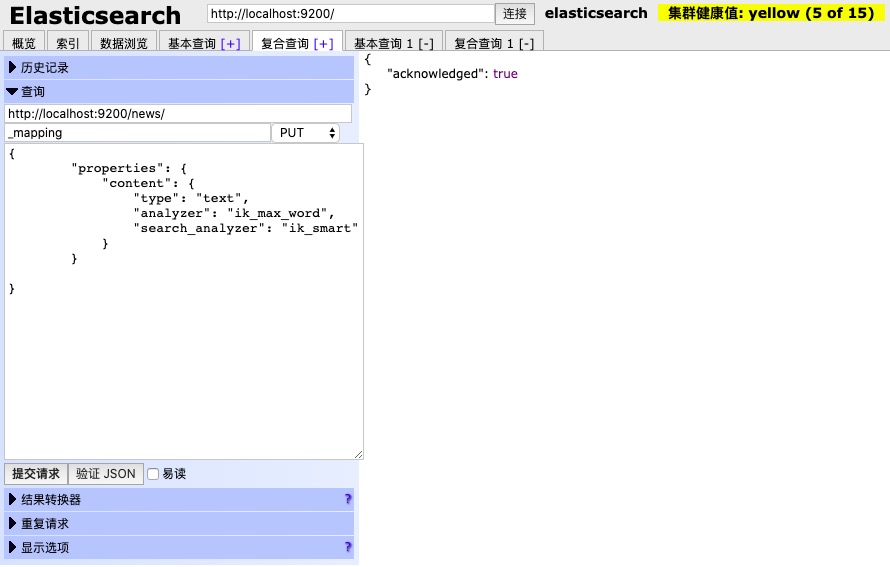 Elasticsearch
http://localhost:9200/
连接
elasticsearch
集群健康值: yellow (5 of 15)
概览
索引
数据浏览
基本查询 [+]
复合查询 [+]
基本查询 1 [-]
复合查询 1 [-]
历史记录
查询
http://localhost:9200/news/
_mapping
PUT
{
"properties": {
"content": {
"type": "text",
"analyzer": "ik_max_word",
"search_analyzer": "ik_smart"
}
}
}
提交请求
验证 JSON
易读
结果转换器
?
重复请求
显示选项
?
{
"acknowledged": true
}